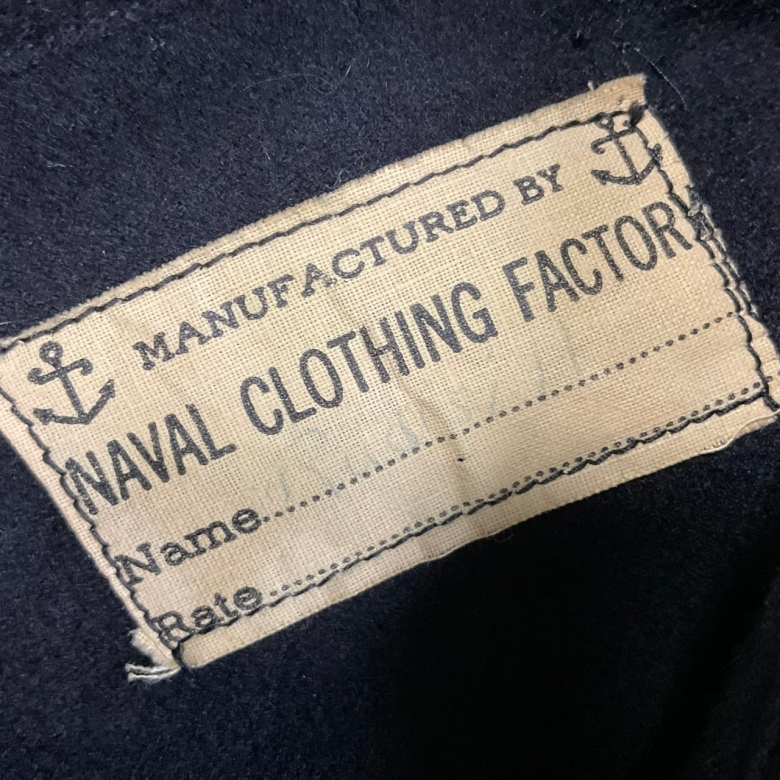 MANUFACTURED BY
NAVAL CLOTHING FACTORY
Name
Rate